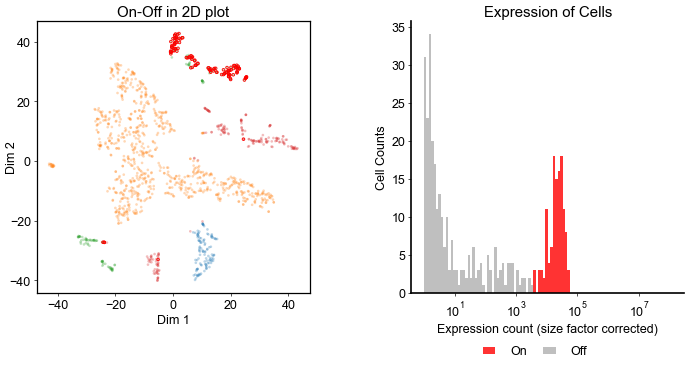 On-Off in 2D plot
Dim 2
40
20
0
−20
−40
−40 −20 0 20 40
Dim 1
Expression of Cells
Cell Counts
35
30
25
20
15
10
5
0
10^1 10^3 10^5 10^7
Expression count (size factor corrected)
On Off